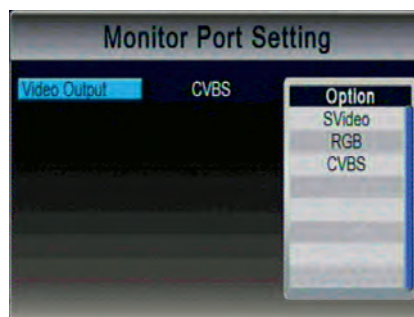 Monitor Port Setting
Video Output CVBS
Option
SVideo
RGB
CVBS